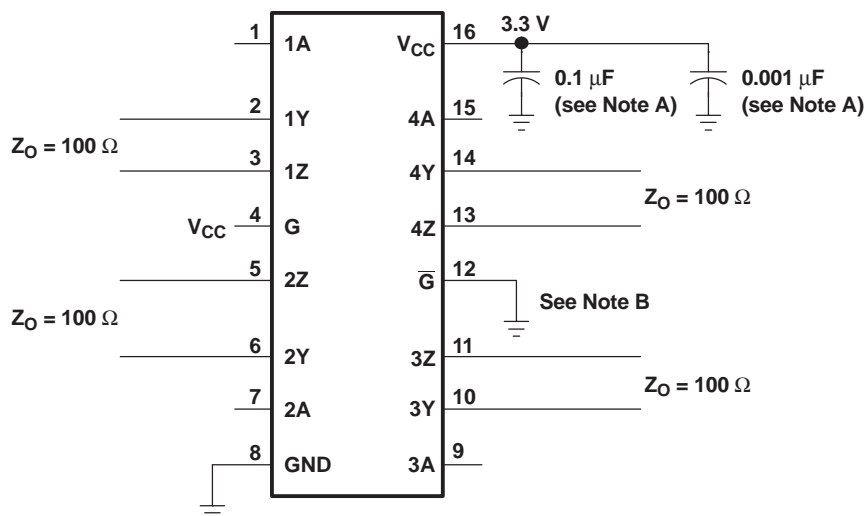 1 1A VCC 16 3.3 V
0.1 μF
(see Note A)
0.001 μF
(see Note A)
2 1Y 4A 15
ZO = 100 Ω
3 1Z 4Y 14
ZO = 100 Ω
VCC 4 G 4Z 13
5 2Z G̅ 12
See Note B
ZO = 100 Ω
6 2Y 3Z 11
ZO = 100 Ω
7 2A 3Y 10
8 GND 3A 9